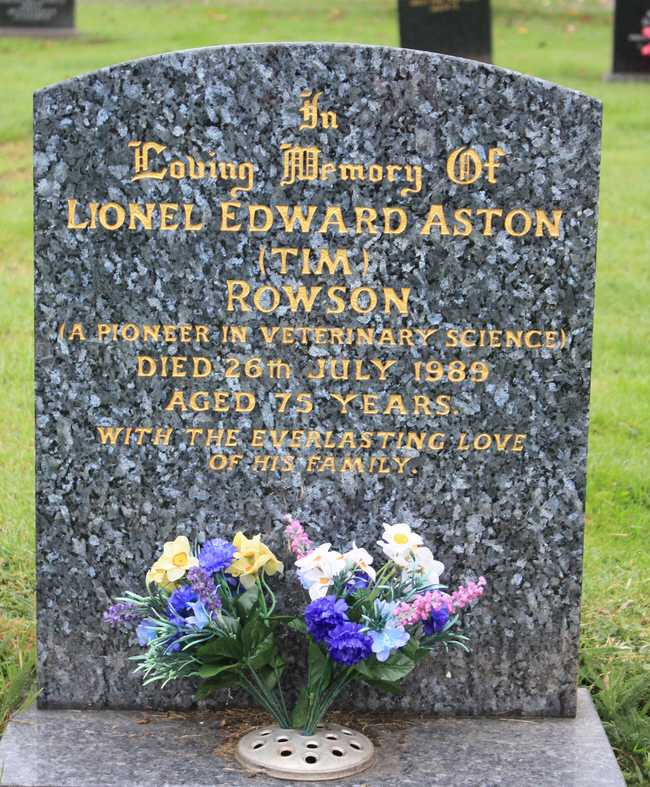 In
Loving Memory Of
LIONEL EDWARD ASTON
(TIM)
ROWSON
(A PIONEER IN VETERINARY SCIENCE)
DIED 26th JULY 1989
AGED 75 YEARS.
WITH THE EVERLASTING LOVE
OF HIS FAMILY.